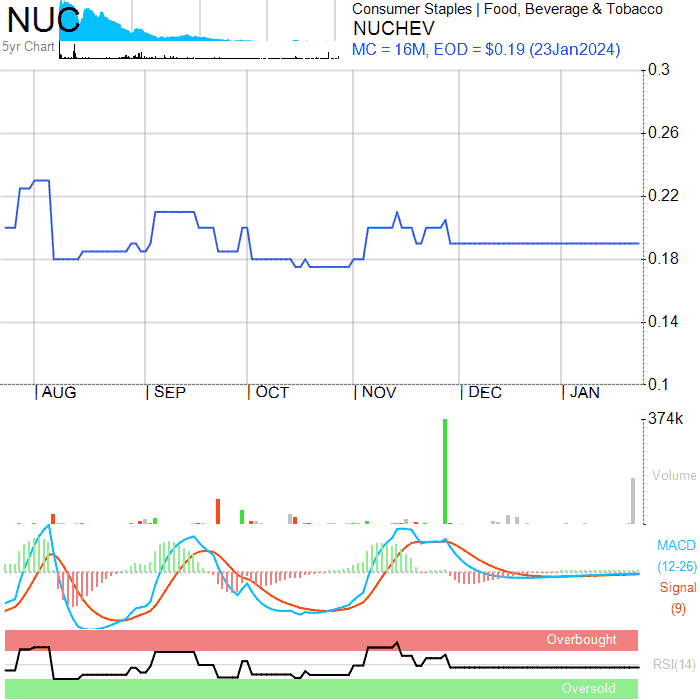 NUC
5yr Chart
Consumer Staples | Food, Beverage & Tobacco
NUCHEV
MC = 16M, EOD = $0.19 (23Jan2024)
0.3
0.26
0.22
0.18
0.14
0.1
AUG SEP OCT NOV DEC JAN
374k
Volume
MACD
(12-26)
Signal
(9)
Overbought
RSI(14)
Oversold